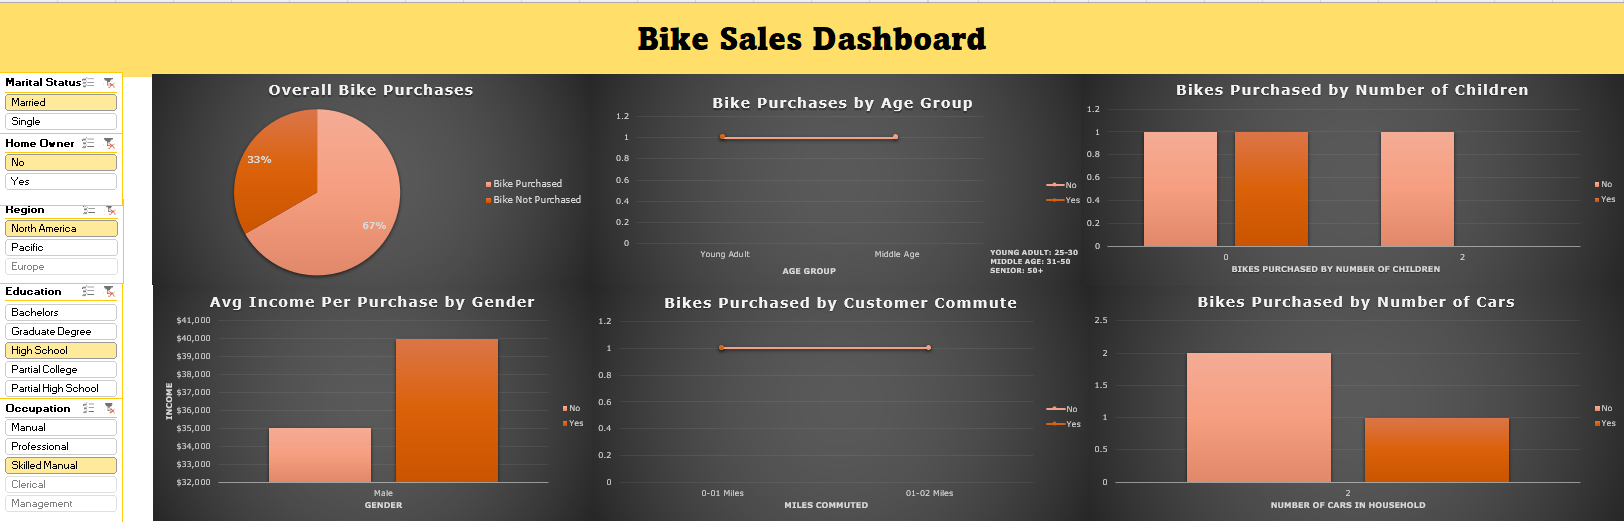 Bike Sales Dashboard
Marital Status
Married
Single
Home Owner
No
Yes
Region
North America
Pacific
Europe
Education
Bachelors
Graduate Degree
High School
Partial College
Partial High School
Occupation
Manual
Professional
Skilled Manual
Clerical
Management
Overall Bike Purchases
33%
67%
Bike Purchased
Bike Not Purchased
Bike Purchases by Age Group
1.2
1
0.8
0.6
0.4
0.2
0
Young Adult
Middle Age
AGE GROUP
No
Yes
YOUNG ADULT: 25-30
MIDDLE AGE: 31-50
SENIOR: 50+
Bikes Purchased by Number of Children
1.2
1
0.8
0.6
0.4
0.2
0
0
2
BIKES PURCHASED BY NUMBER OF CHILDREN
No
Yes
Avg Income Per Purchase by Gender
$41,000
$40,000
$39,000
$38,000
$37,000
$36,000
$35,000
$34,000
$33,000
$32,000
INCOME
Male
GENDER
No
Yes
Bikes Purchased by Customer Commute
1.2
1
0.8
0.6
0.4
0.2
0
0-01 Miles
01-02 Miles
MILES COMMUTED
No
Yes
Bikes Purchased by Number of Cars
2.5
2
1.5
1
0.5
0
2
NUMBER OF CARS IN HOUSEHOLD
No
Yes